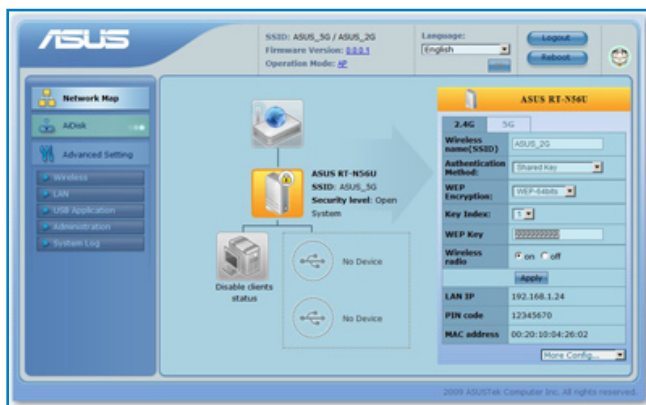 ASUS
SSID: ASUS_5G / ASUS_2G
Firmware Version: 0.0.0.1
Operation Mode: AP
Language:
English
Logout
Reboot
Network Map
AiDisk
Advanced Setting
Wireless
LAN
USB Application
Administration
System Log
ASUS RT-N56U
SSID: ASUS_5G
Security level: Open
System
Disable clients
status
No Device
No Device
ASUS RT-N56U
2.4G 5G
Wireless
name(SSID) ASUS_2G
Authentication
Method: Shared Key
WEP
Encryption: WEP-64bits
Key Index: 1
WEP Key
Wireless
radio on off
Apply
LAN IP 192.168.1.24
PIN code 12345670
MAC address 00:20:10:04:26:02
More Config...
2009 ASUSTek Computer Inc. All rights reserved.